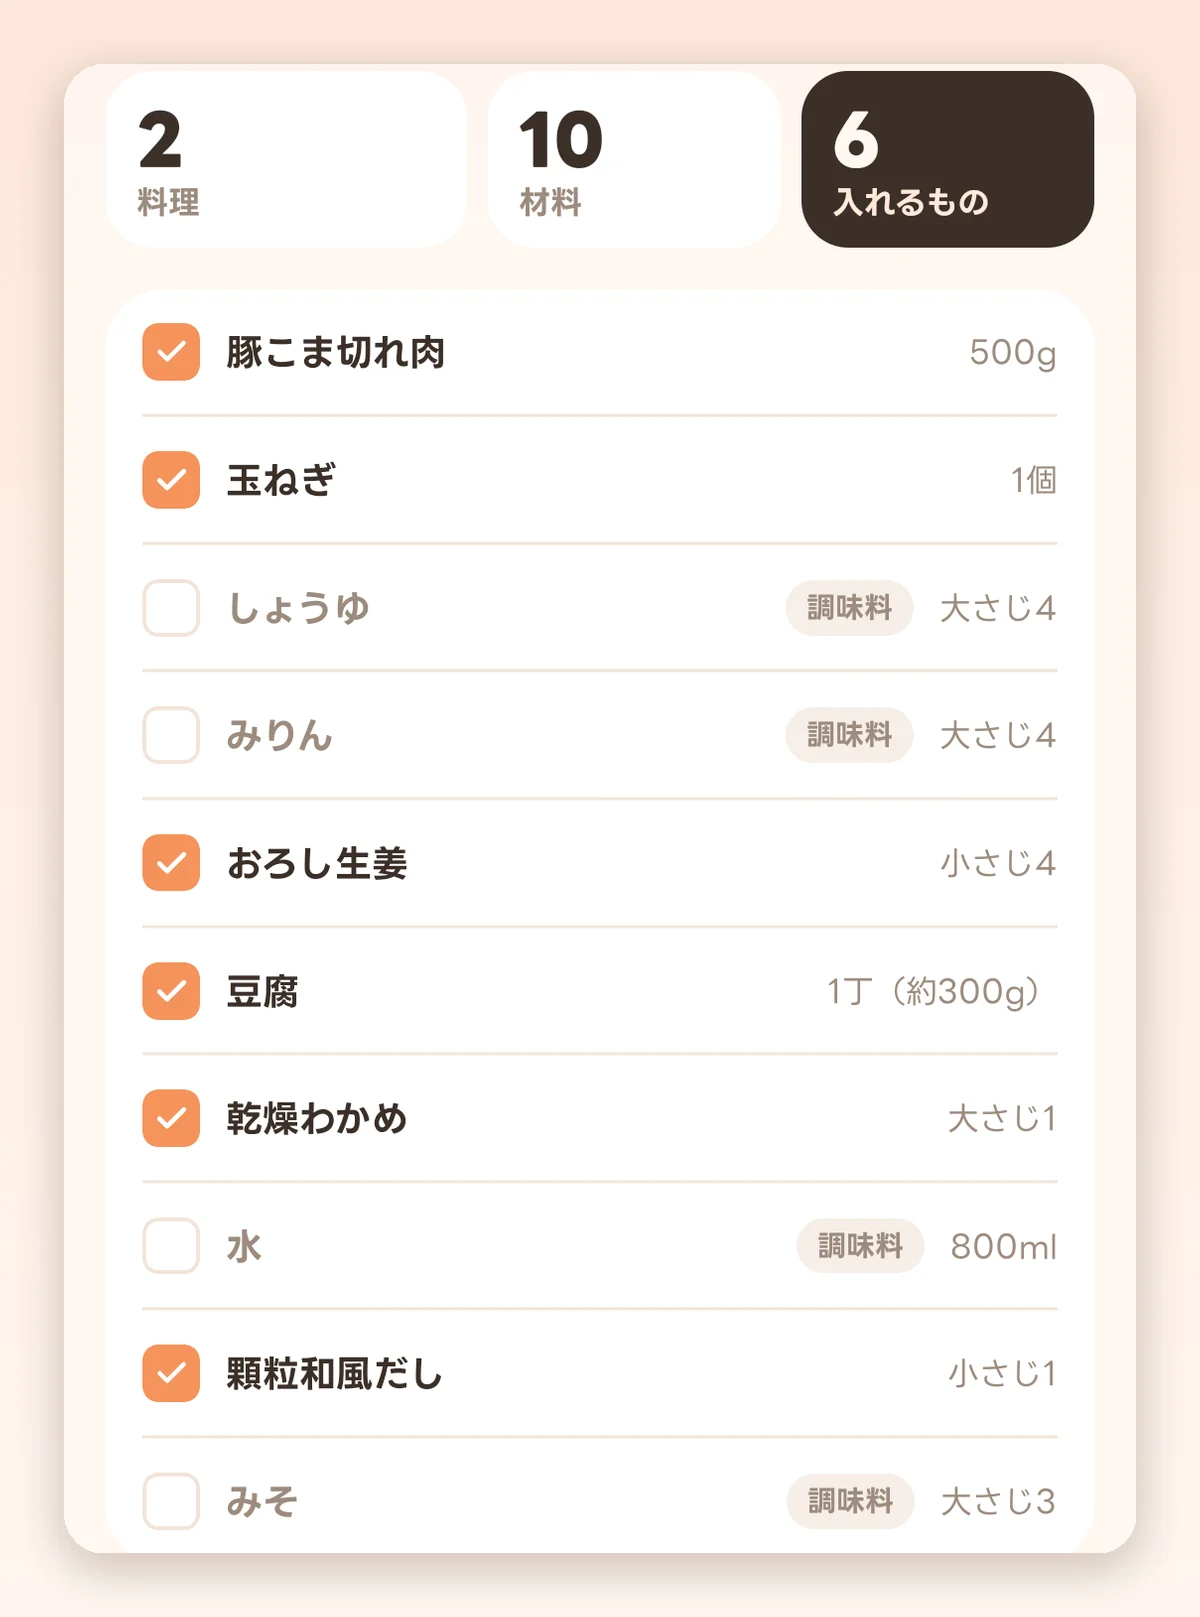 2
料理
10
材料
6
入れるもの
豚こま切れ肉 500g
玉ねぎ 1個
しょうゆ 調味料 大さじ4
みりん 調味料 大さじ4
おろし生姜 小さじ4
豆腐 1丁（約300g）
乾燥わかめ 大さじ1
水 調味料 800ml
顆粒和風だし 小さじ1
みそ 調味料 大さじ3